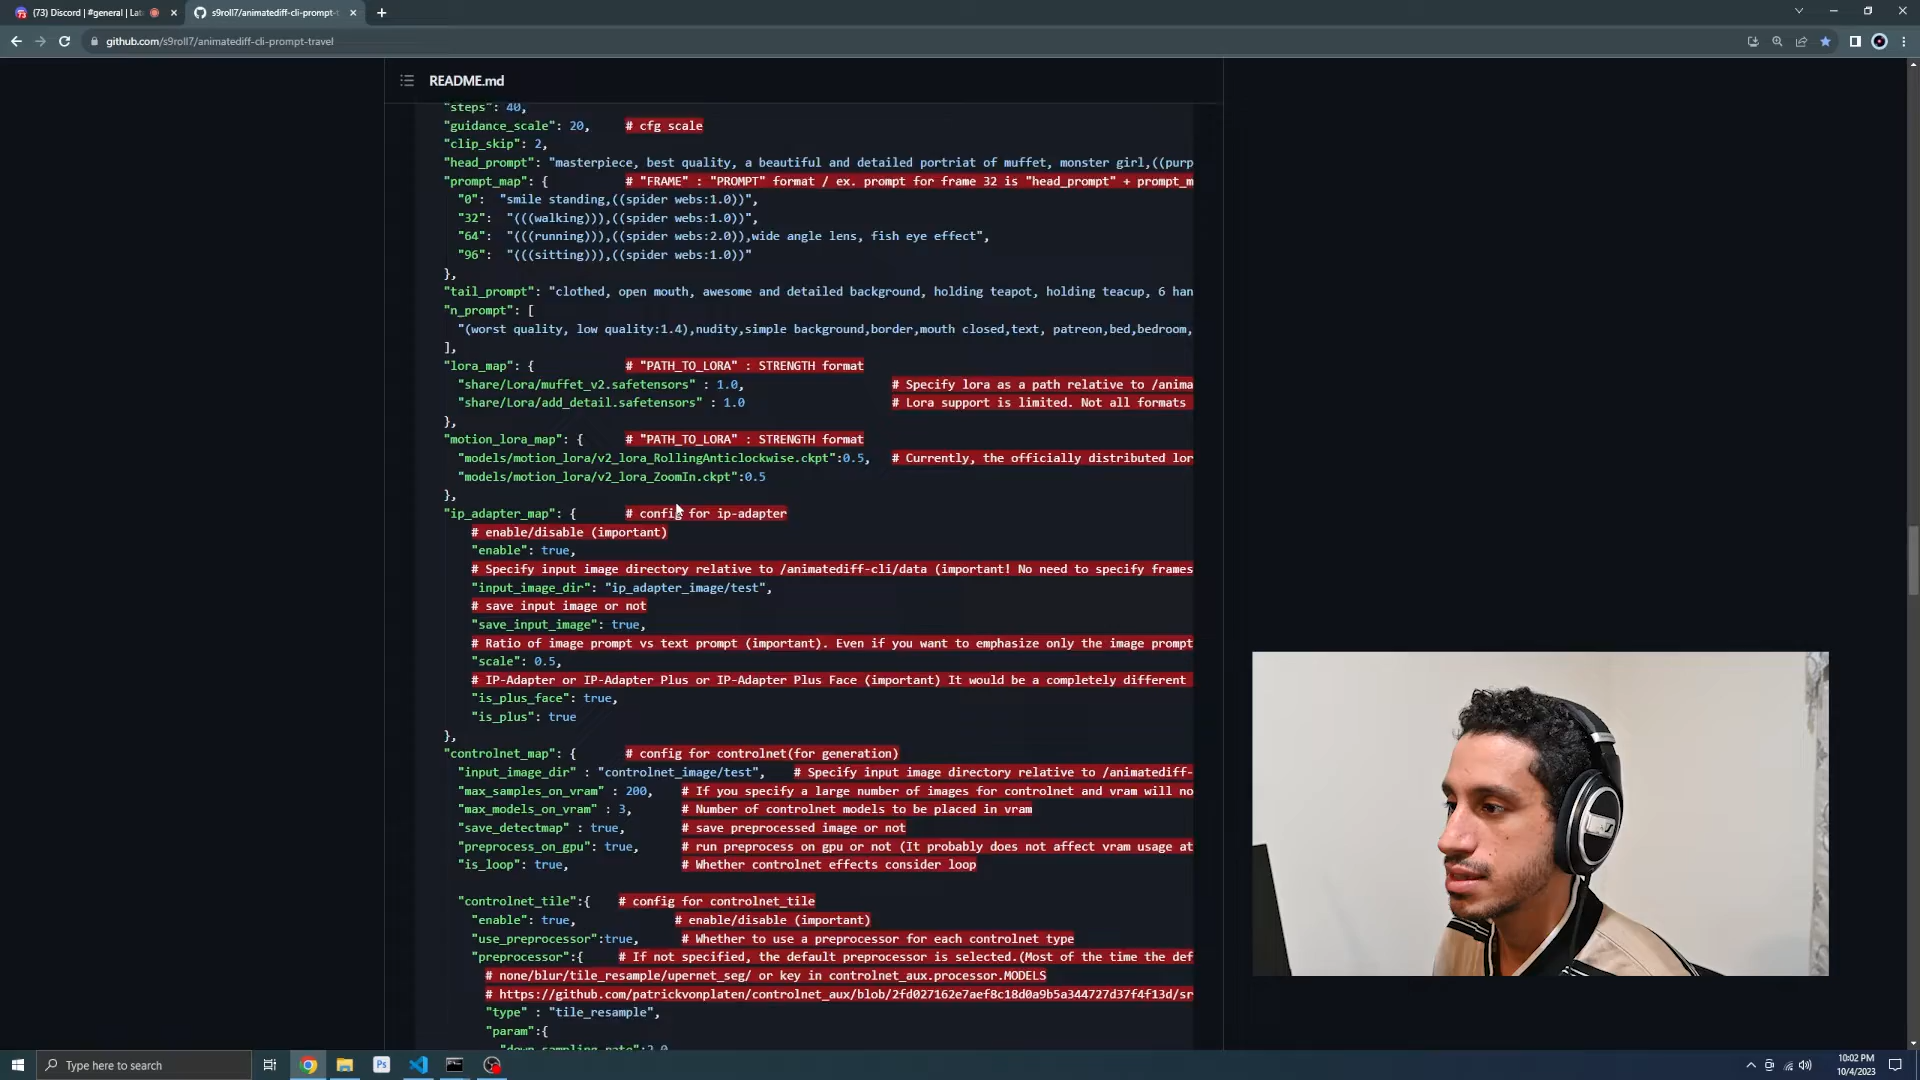 (73) Discord | #general | Lat
s9roll7/animatediff-cli-prompt-t
github.com/s9roll7/animatediff-cli-prompt-travel
README.md
"steps": 40,
"guidance_scale": 20, # cfg scale
"clip_skip": 2,
"head_prompt": "masterpiece, best quality, a beautiful and detailed portriat of muffet, monster girl,((purp
"prompt_map": { # "FRAME" : "PROMPT" format / ex. prompt for frame 32 is "head_prompt" + prompt_m
"0": "smile standing,((spider webs:1.0))",
"32": "(((walking))),((spider webs:1.0))",
"64": "(((running))),((spider webs:2.0)),wide angle lens, fish eye effect",
"96": "(((sitting))),((spider webs:1.0))"
},
"tail_prompt": "clothed, open mouth, awesome and detailed background, holding teapot, holding teacup, 6 han
"n_prompt": [
"(worst quality, low quality:1.4),nudity,simple background,border,mouth closed,text, patreon,bed,bedroom,
],
"lora_map": { # "PATH_TO_LORA" : STRENGTH format
"share/Lora/muffet_v2.safetensors" : 1.0, # Specify lora as a path relative to /anima
"share/Lora/add_detail.safetensors" : 1.0 # Lora support is limited. Not all formats
},
"motion_lora_map": { # "PATH_TO_LORA" : STRENGTH format
"models/motion_lora/v2_lora_RollingAnticlockwise.ckpt":0.5, # Currently, the officially distributed lor
"models/motion_lora/v2_lora_ZoomIn.ckpt":0.5
},
"ip_adapter_map": { # config for ip-adapter
# enable/disable (important)
"enable": true,
# Specify input image directory relative to /animatediff-cli/data (important! No need to specify frames
"input_image_dir": "ip_adapter_image/test",
# save input image or not
"save_input_image": true,
# Ratio of image prompt vs text prompt (important). Even if you want to emphasize only the image prompt
"scale": 0.5,
# IP-Adapter or IP-Adapter Plus or IP-Adapter Plus Face (important) It would be a completely different
"is_plus_face": true,
"is_plus": true
},
"controlnet_map": { # config for controlnet(for generation)
"input_image_dir" : "controlnet_image/test", # Specify input image directory relative to /animatediff-
"max_samples_on_vram" : 200, # If you specify a large number of images for controlnet and vram will no
"max_models_on_vram" : 3, # Number of controlnet models to be placed in vram
"save_detectmap" : true, # save preprocessed image or not
"preprocess_on_gpu": true, # run preprocess on gpu or not (It probably does not affect vram usage at
"is_loop": true, # Whether controlnet effects consider loop
"controlnet_tile":{ # config for controlnet_tile
"enable": true, # enable/disable (important)
"use_preprocessor":true, # Whether to use a preprocessor for each controlnet type
"preprocessor":{ # If not specified, the default preprocessor is selected.(Most of the time the def
# none/blur/tile_resample/upernet_seg/ or key in controlnet_aux.processor.MODELS
# https://github.com/patrickvonplaten/controlnet_aux/blob/2fd027162e7aef8c18d0a9b5a344727d37f4f13d/sr
"type" : "tile_resample",
"param":{
"down_sampling_rate":2.0
Type here to search
Ps
10:02 PM
10/4/2023